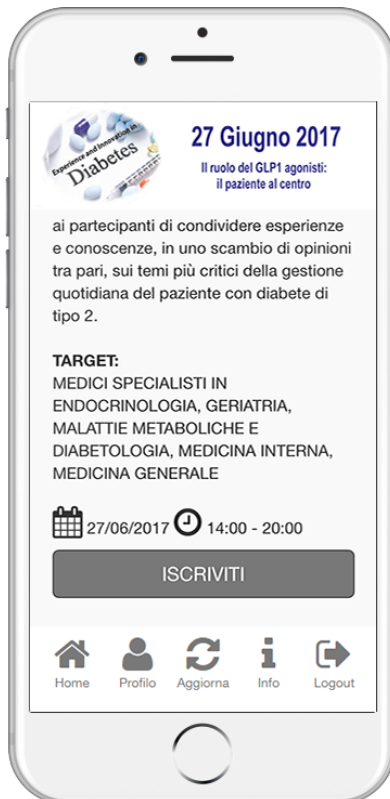 Experience and Innovation in
Diabetes
27 Giugno 2017
Il ruolo del GLP1 agonisti:
il paziente al centro
ai partecipanti di condividere esperienze
e conoscenze, in uno scambio di opinioni
tra pari, sui temi più critici della gestione
quotidiana del paziente con diabete di
tipo 2.
TARGET:
MEDICI SPECIALISTI IN
ENDOCRINOLOGIA, GERIATRIA,
MALATTIE METABOLICHE E
DIABETOLOGIA, MEDICINA INTERNA,
MEDICINA GENERALE
27/06/2017 14:00 - 20:00
ISCRIVITI
Home Profilo Aggiorna Info Logout